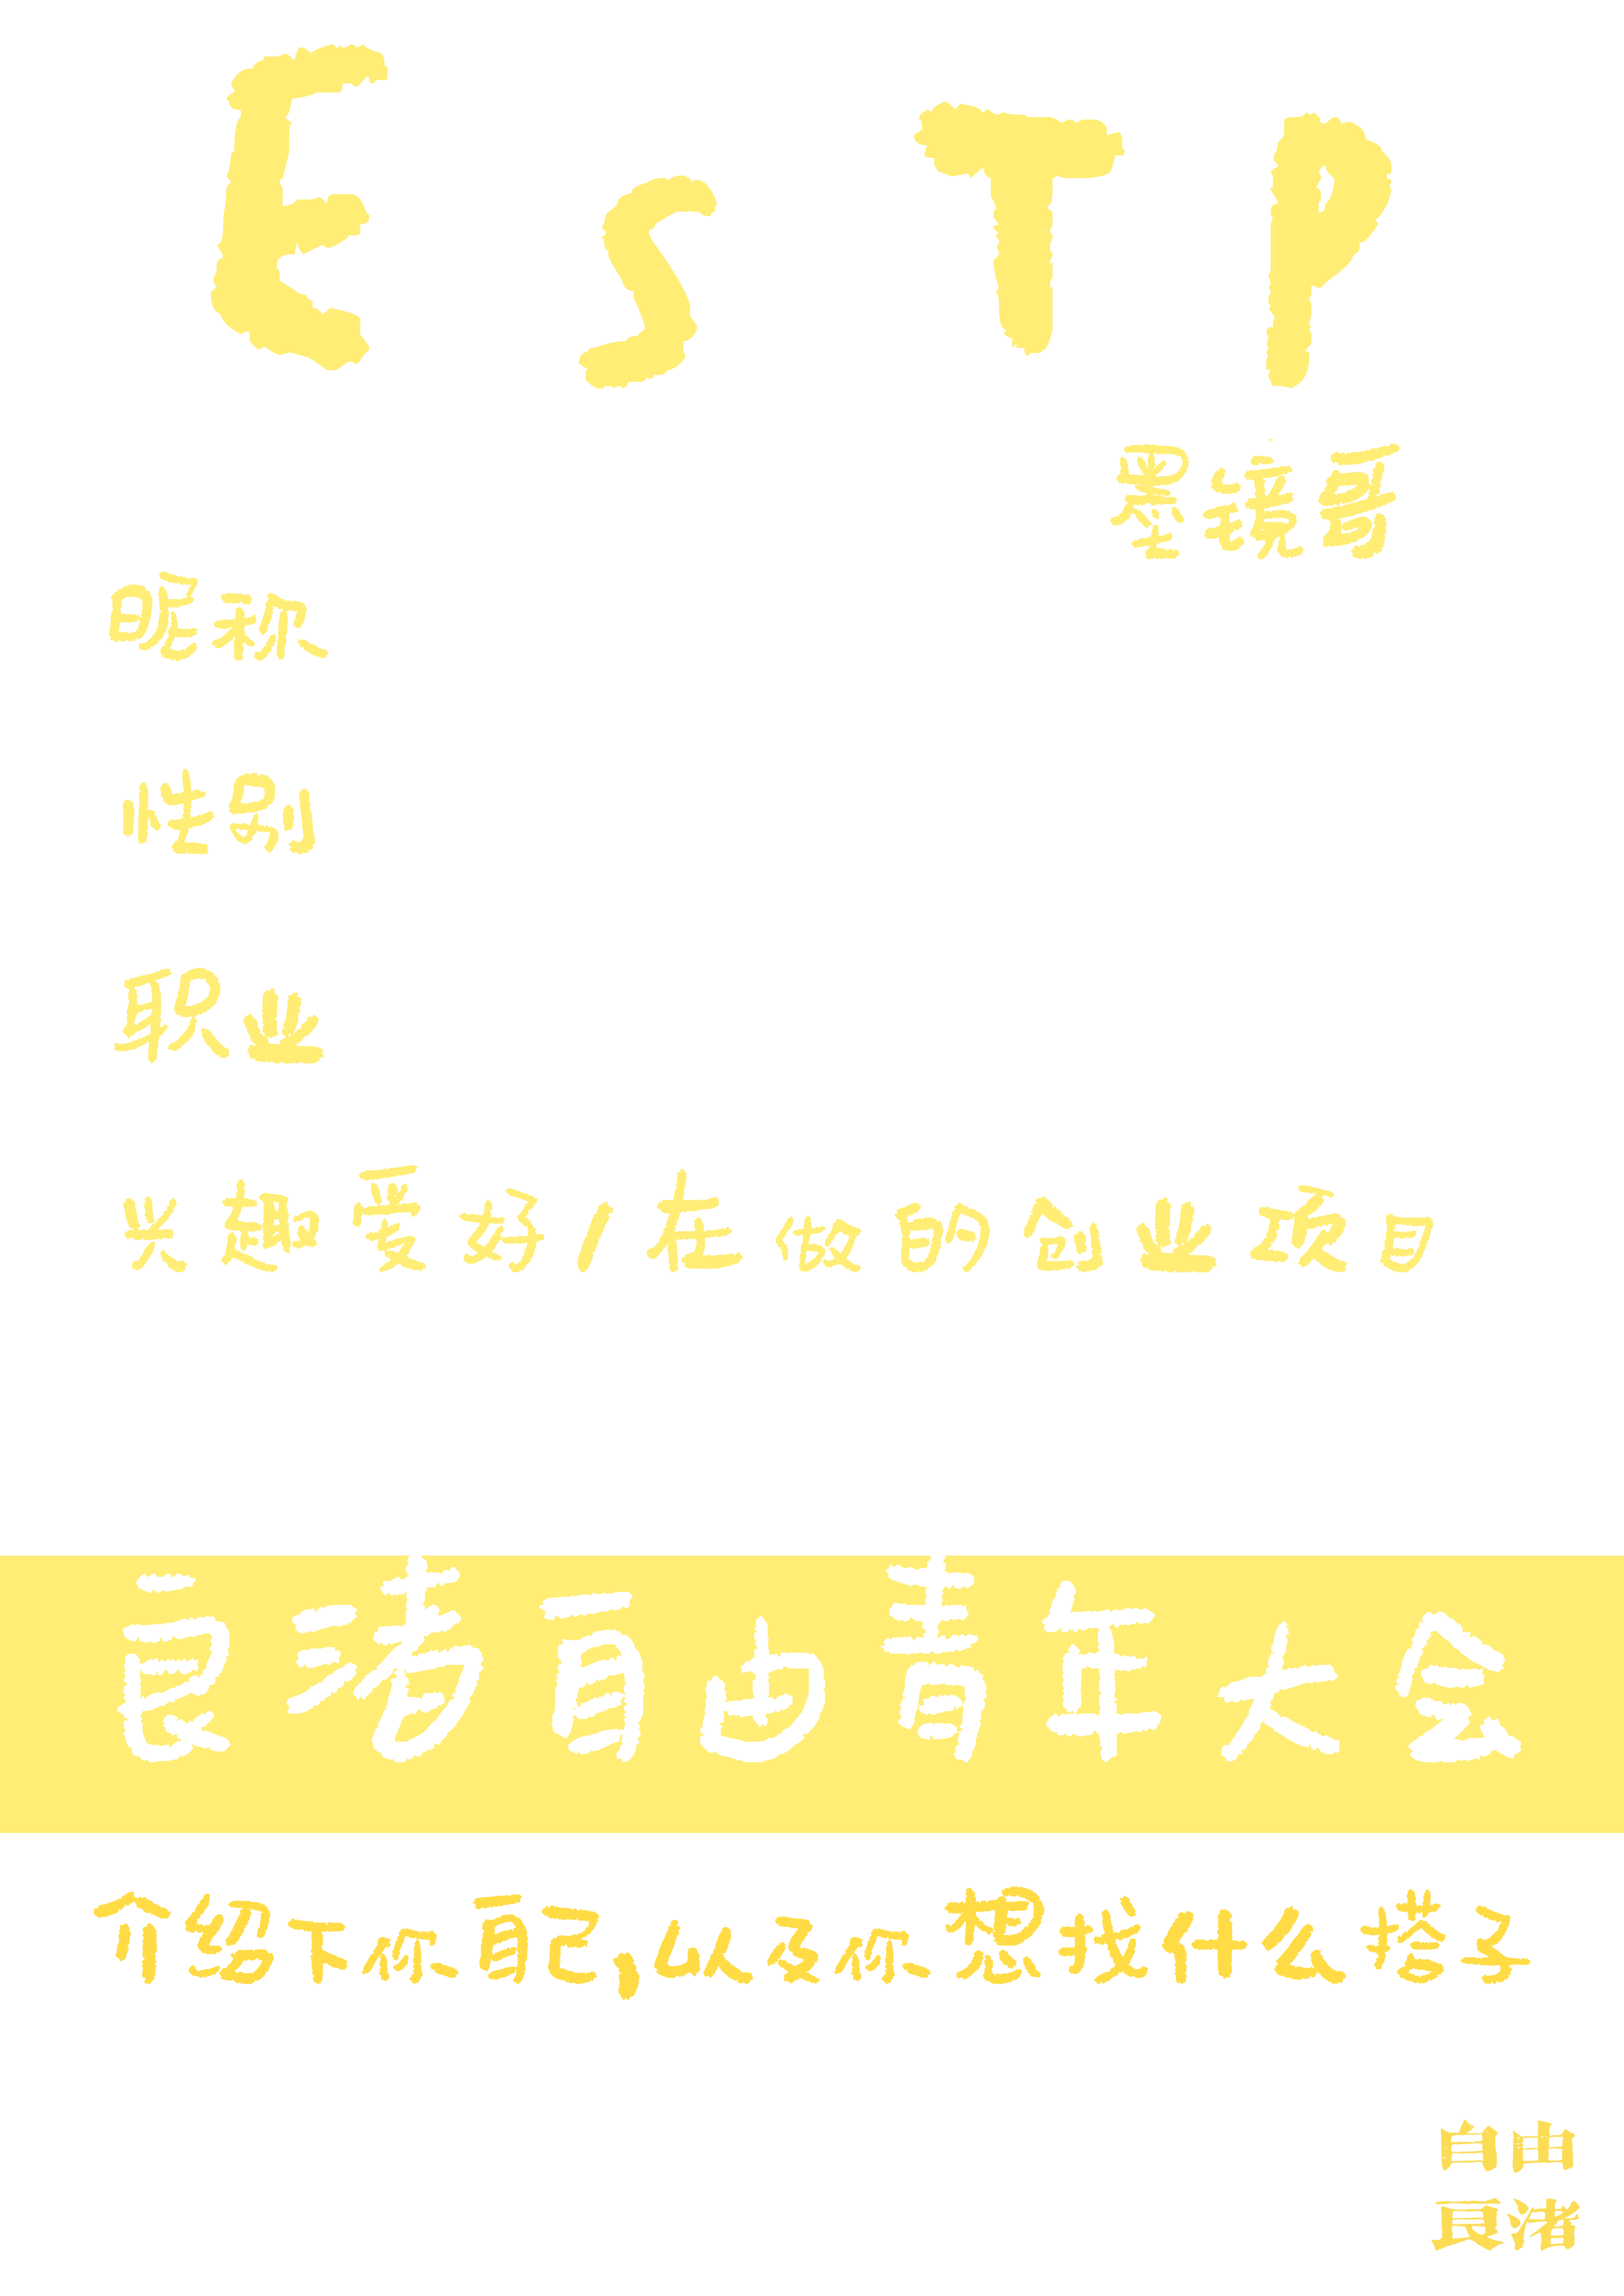 EsTP
墨镜哥
昵称
性别
职业
兴趣爱好/在做的创业项目
良渚自由青年大会
介绍下你自己,以及你想找什么搭子
自由
良渚